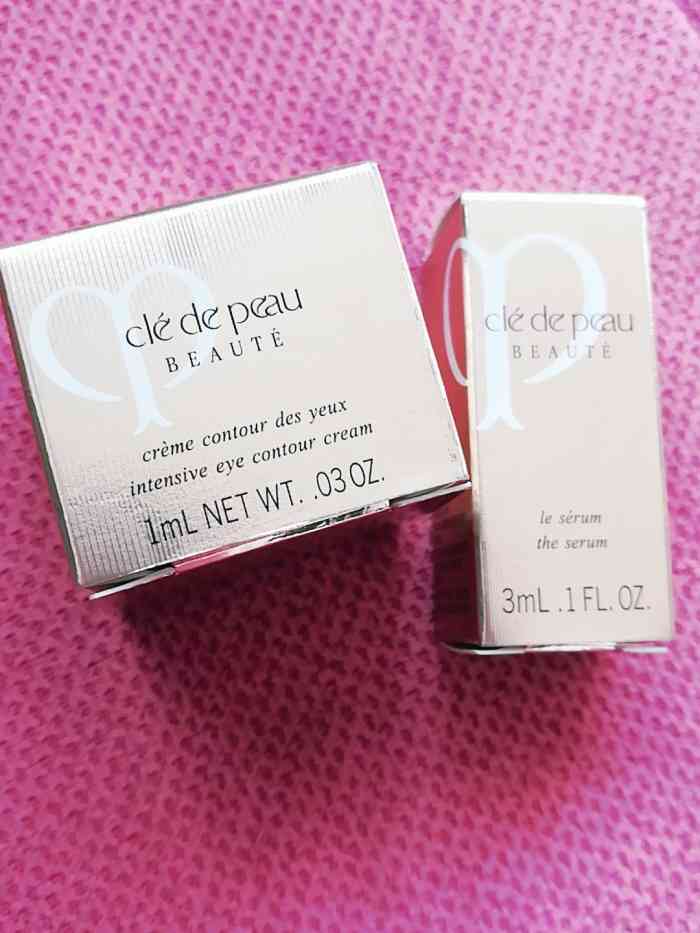 clé de peau
BEAUTÉ
crème contour des yeux
intensive eye contour cream
1mL NET WT. .03 OZ.
clé de peau
BEAUTÉ
le sérum
the serum
3mL .1 FL. OZ.